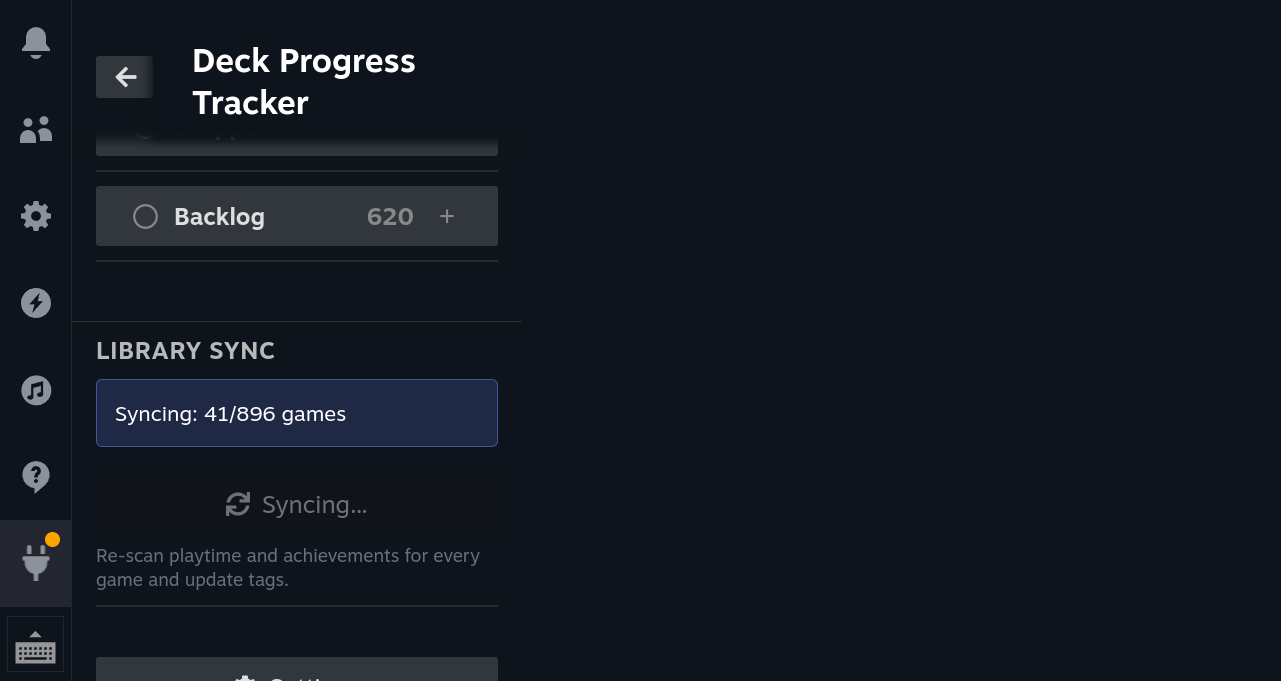 Deck Progress
Tracker
Backlog 620 +
LIBRARY SYNC
Syncing: 41/896 games
Syncing...
Re-scan playtime and achievements for every
game and update tags.